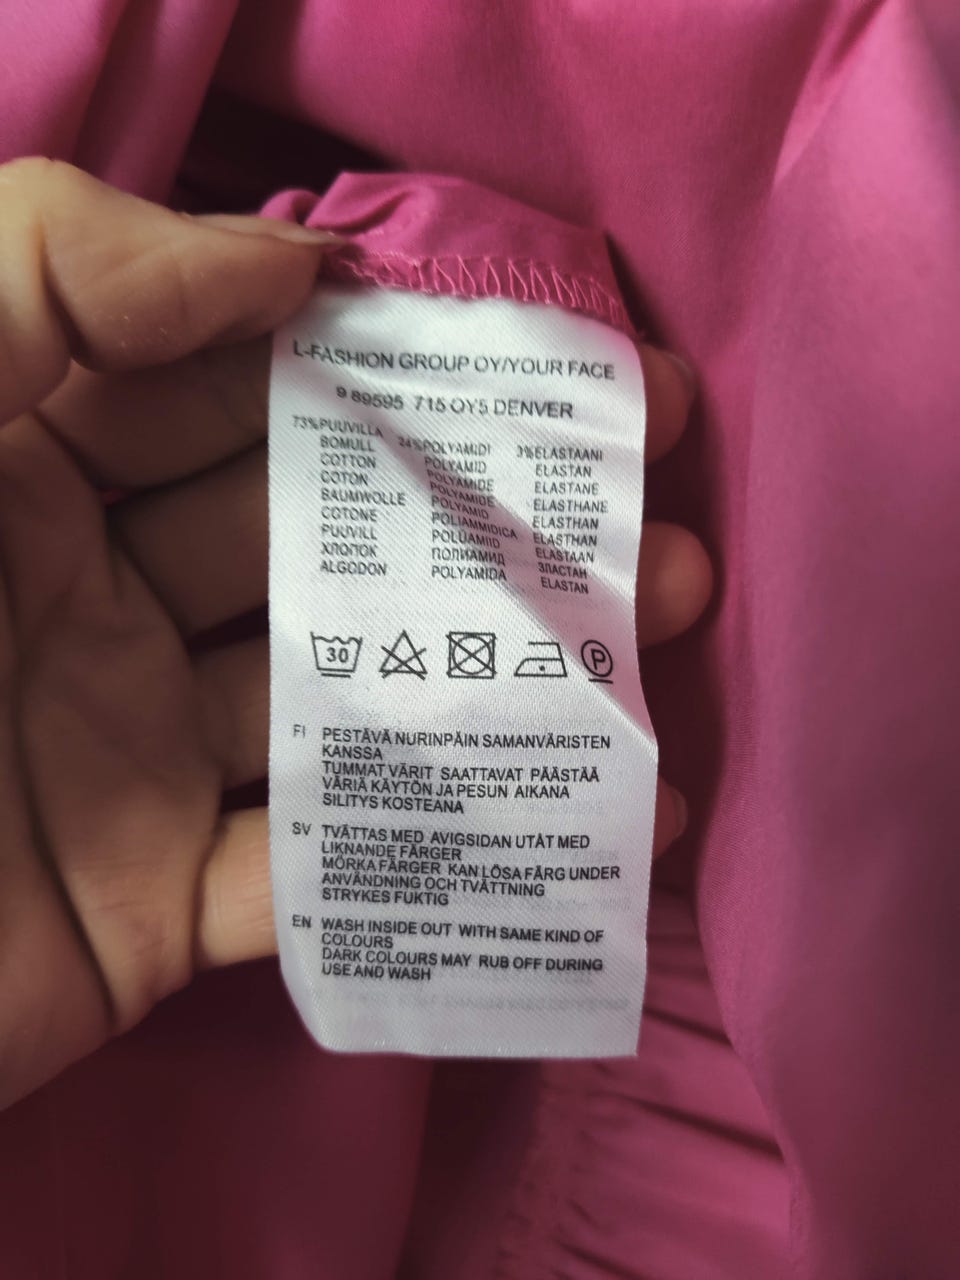 L-FASHION GROUP OY/YOUR FACE
9 89595 715 OY5 DENVER
73%PUUVILLA 24%POLYAMIDI 3%ELASTAANI
BOMULL POLYAMID ELASTAN
COTTON POLYAMIDE ELASTANE
COTON POLYAMIDE ELASTHANE
BAUMWOLLE POLYAMID ELASTHAN
COTONE POLIAMMIDICA ELASTHAN
PUUVILL POLÜAMIID ELASTAAN
ХЛОПОК ПОЛИАМИД ЭЛАСТАН
ALGODON POLYAMIDA ELASTAN
30 P
FI PESTÄVÄ NURINPÄIN SAMANVÄRISTEN
KANSSA
TUMMAT VÄRIT SAATTAVAT PÄÄSTÄÄ
VÄRIÄ KÄYTÖN JA PESUN AIKANA
SILITYS KOSTEANA
SV TVÄTTAS MED AVIGSIDAN UTÅT MED
LIKNANDE FÄRGER
MÖRKA FÄRGER KAN LÖSA FÄRG UNDER
ANVÄNDNING OCH TVÄTTNING
STRYKES FUKTIG
EN WASH INSIDE OUT WITH SAME KIND OF
COLOURS
DARK COLOURS MAY RUB OFF DURING
USE AND WASH